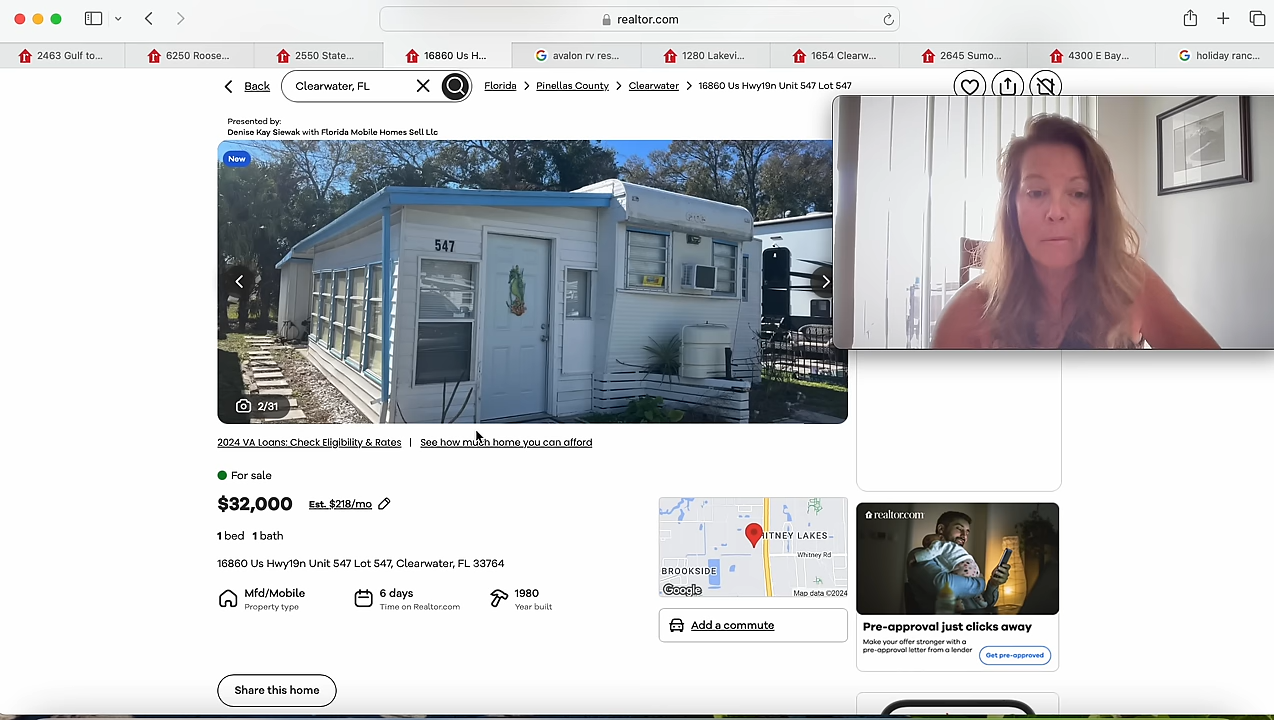 realtor.com
2463 Gulf to...
6250 Roose...
2550 State...
16860 Us H...
avalon rv res...
1280 Lakevi...
1654 Clearw...
2645 Sumo...
4300 E Bay...
holiday ranc...
Back
Clearwater, FL
Florida > Pinellas County > Clearwater > 16860 Us Hwy19n Unit 547 Lot 547
Presented by:
Denise Kay Siewak with Florida Mobile Homes Sell Llc
New
547
2/31
2024 VA Loans: Check Eligibility & Rates | See how much home you can afford
For sale
$32,000 Est. $218/mo
1 bed 1 bath
16860 Us Hwy19n Unit 547 Lot 547, Clearwater, FL 33764
Mfd/Mobile
Property type
6 days
Time on Realtor.com
1980
Year built
HITNEY LAKES
Whitney Rd
BROOKSIDE
Google
Map data ©2024
Add a commute
realtor.com
Pre-approval just clicks away
Make your offer stronger with a
pre-approval letter from a lender
Get pre-approved
Share this home